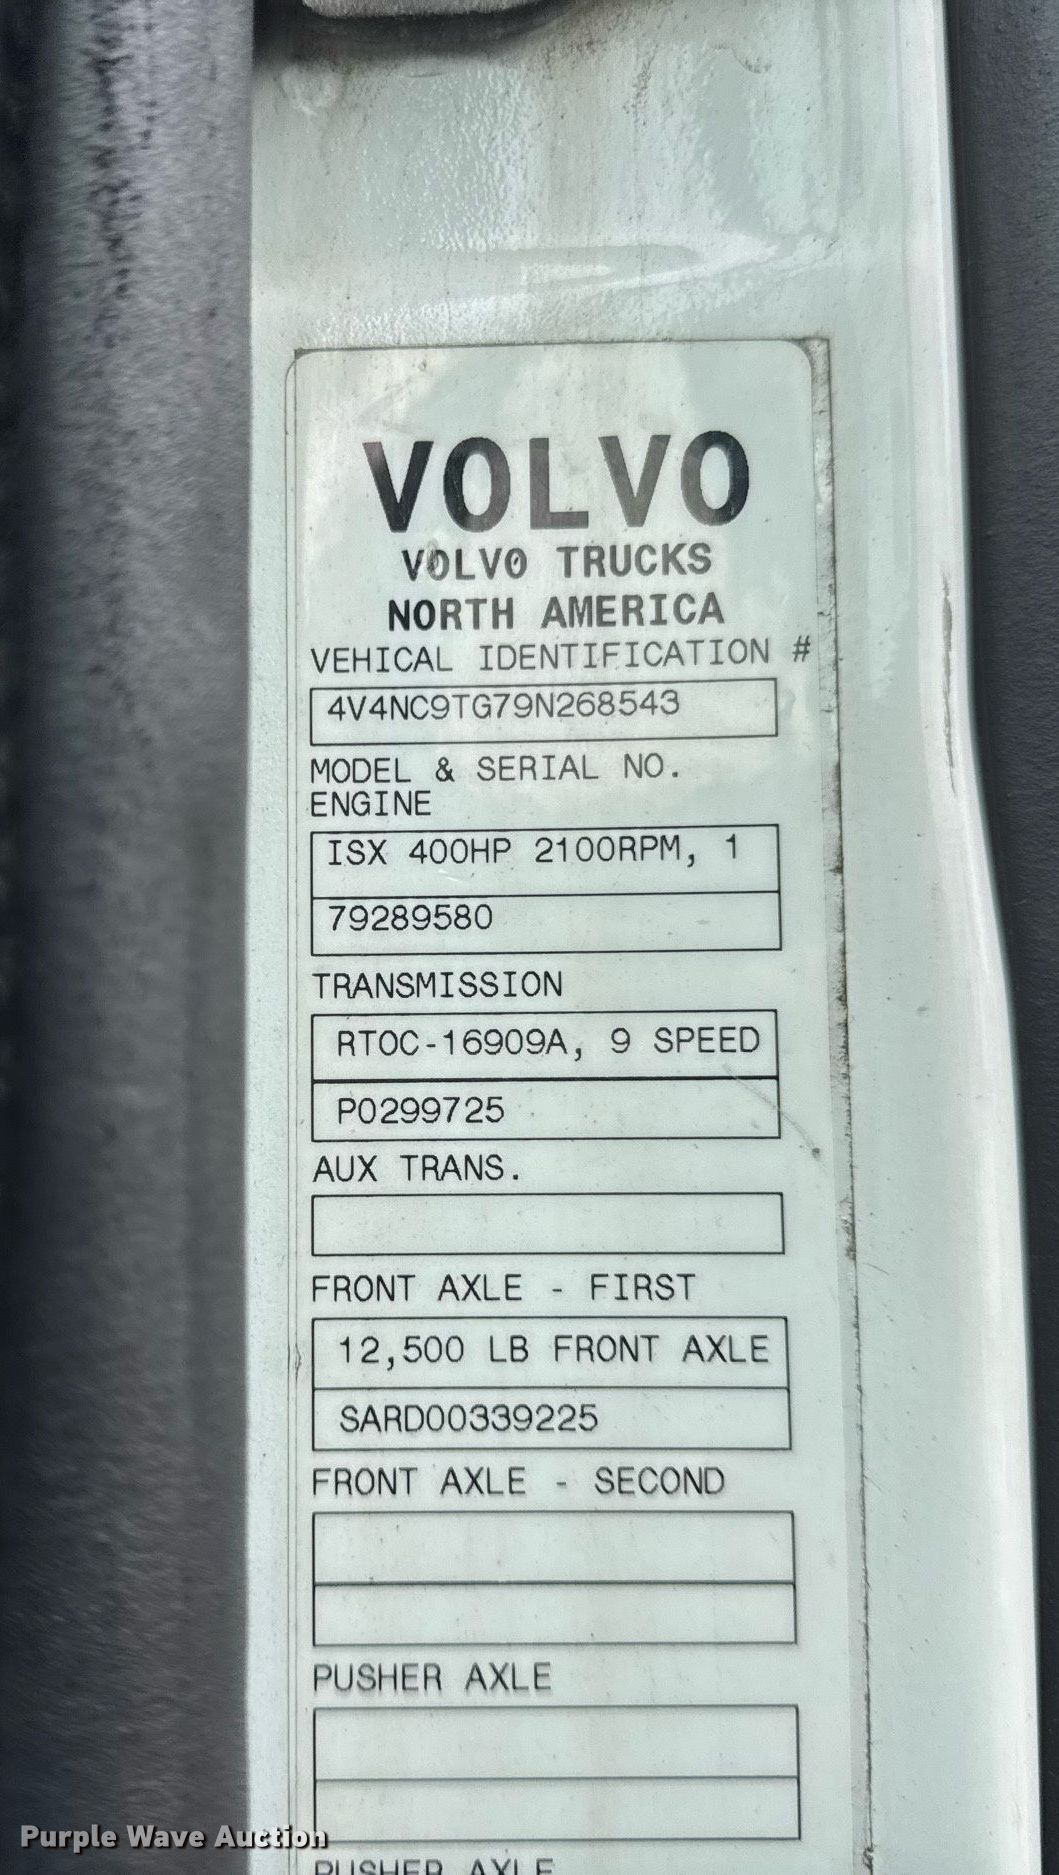 VOLVO
VOLVO TRUCKS
NORTH AMERICA
VEHICAL IDENTIFICATION #
4V4NC9TG79N268543
MODEL & SERIAL NO.
ENGINE
ISX 400HP 2100RPM, 1
79289580
TRANSMISSION
RTOC-16909A, 9 SPEED
P0299725
AUX TRANS.
FRONT AXLE - FIRST
12,500 LB FRONT AXLE
SARD00339225
FRONT AXLE - SECOND
PUSHER AXLE
Purple Wave Auction
PUSHER AXLE